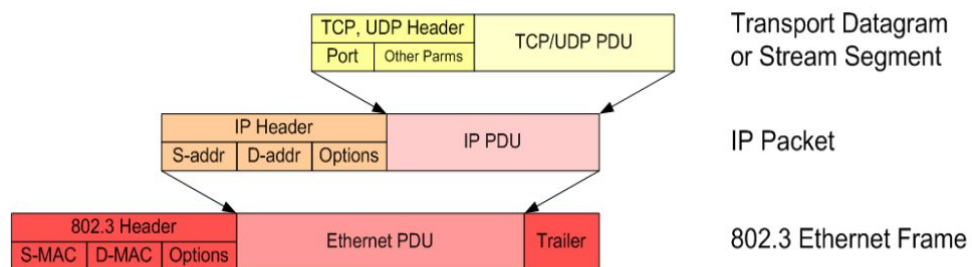 TCP, UDP Header
Port Other Parms
TCP/UDP PDU
Transport Datagram
or Stream Segment
IP Header
S-addr D-addr Options
IP PDU
IP Packet
802.3 Header
S-MAC D-MAC Options
Ethernet PDU
Trailer
802.3 Ethernet Frame